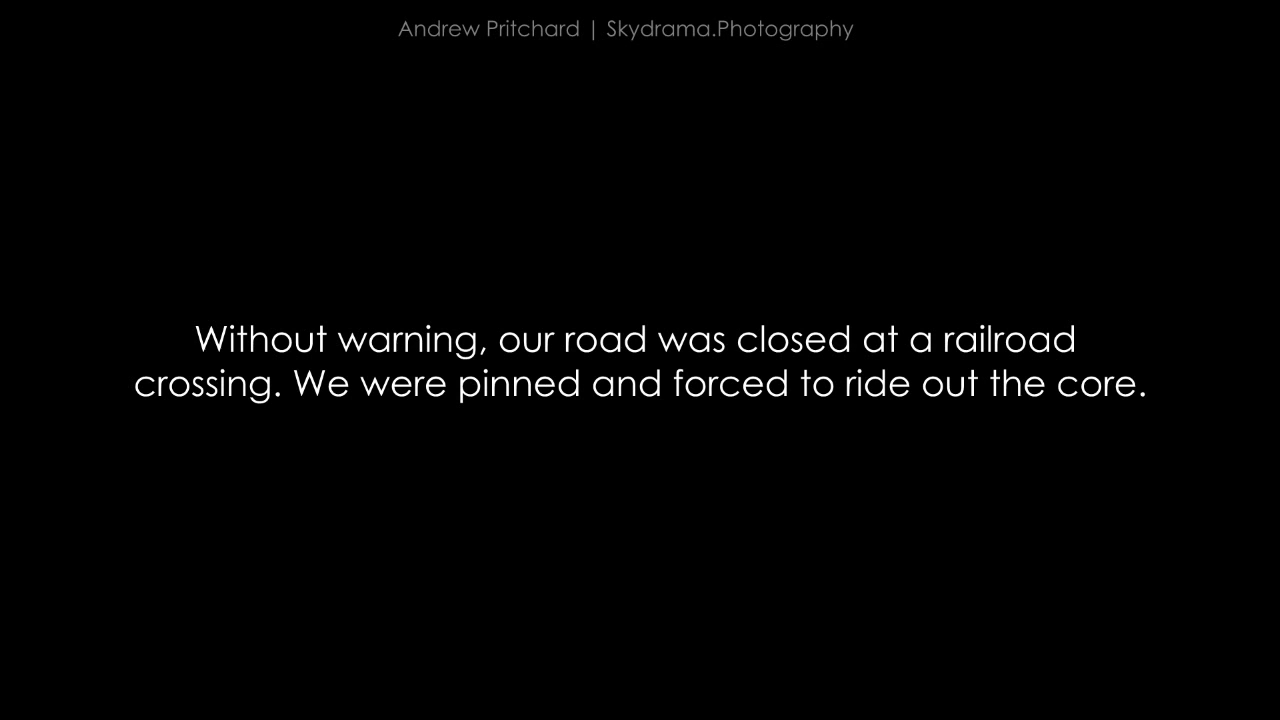 Andrew Pritchard | Skydrama.Photography
Without warning, our road was closed at a railroad
crossing. We were pinned and forced to ride out the core.